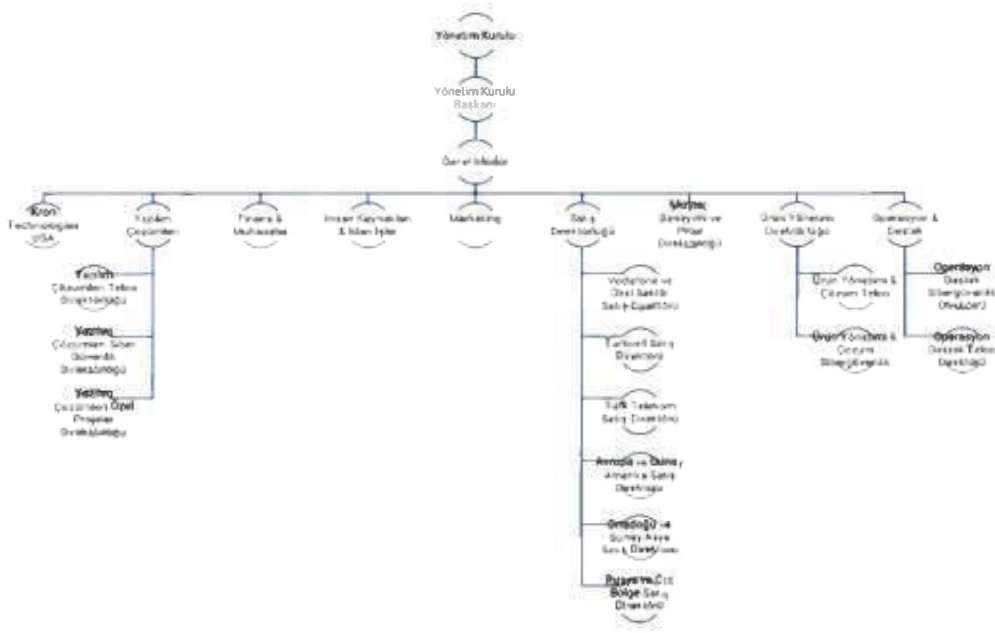 Yönetim Kurulu
Yönetim Kurulu
Başkanı
Genel Müdür
Kron
Technologies
USA
Yazılım
Çözümleri
Finans &
Muhasebe
İnsan Kaynakları
& İdari İşler
Marketing
Satış
Direktörlüğü
Direktörlüğü
Ürün Yönetimi
Direktörlüğü
Operasyon &
Destek
Yazılım
Çözümleri Telco
Direktörlüğü
Yazılım
Çözümleri Siber
Güvenlik
Direktörlüğü
Yazılım
Çözümleri Özel
Projeler
Direktörlüğü
Vodafone ve
Özel Sektör
Satış Direktörü
Turkcell Satış
Direktörü
Türk Telekom
Satış Direktörü
Avrupa ve Güney
Amerika Satış
Direktörü
Ortadoğu ve
Güney Asya
Satış Direktörü
Rusya ve CIS
Bölge Satış
Direktörü
Ürün Yönetimi &
Çözüm Telco
Ürün Yönetimi &
Çözüm
Sibergüvenlik
Operasyon
Destek
Sibergüvenlik
Direktörü
Operasyon
Destek Telco
Direktörü